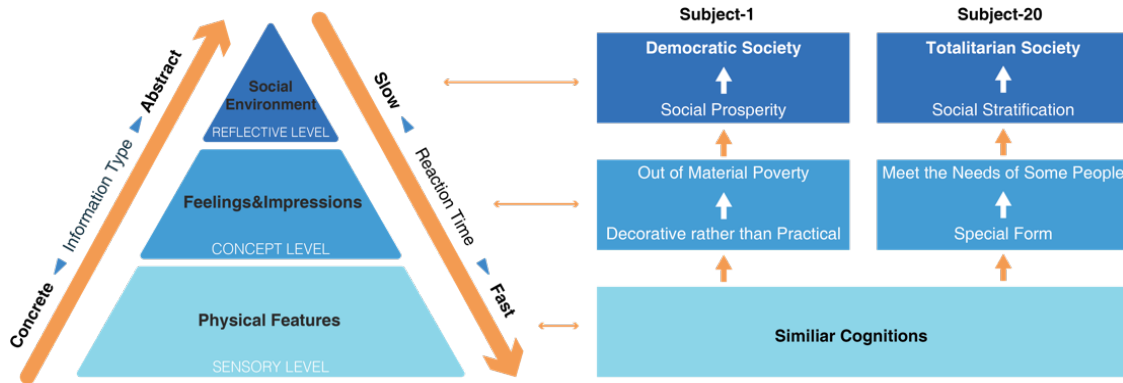 Concrete
Information Type
Abstract
Social
Environment
REFLECTIVE LEVEL
Feelings&Impressions
CONCEPT LEVEL
Physical Features
SENSORY LEVEL
Slow
Reaction Time
Fast
Subject-1
Democratic Society
Social Prosperity
Out of Material Poverty
Decorative rather than Practical
Subject-20
Totalitarian Society
Social Stratification
Meet the Needs of Some People
Special Form
Similiar Cognitions